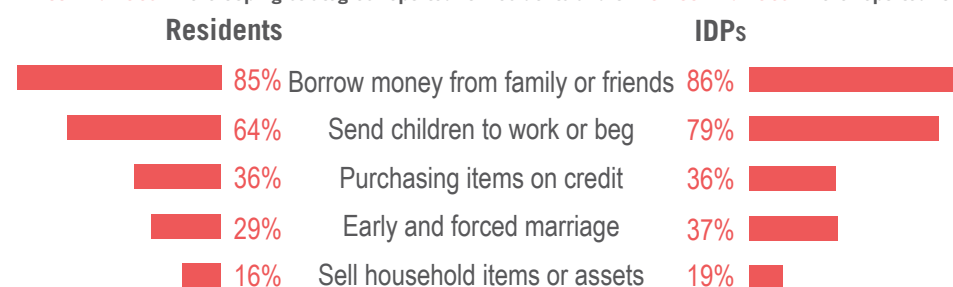 Residents IDPs
85% Borrow money from family or friends 86%
64% Send children to work or beg 79%
36% Purchasing items on credit 36%
29% Early and forced marriage 37%
16% Sell household items or assets 19%